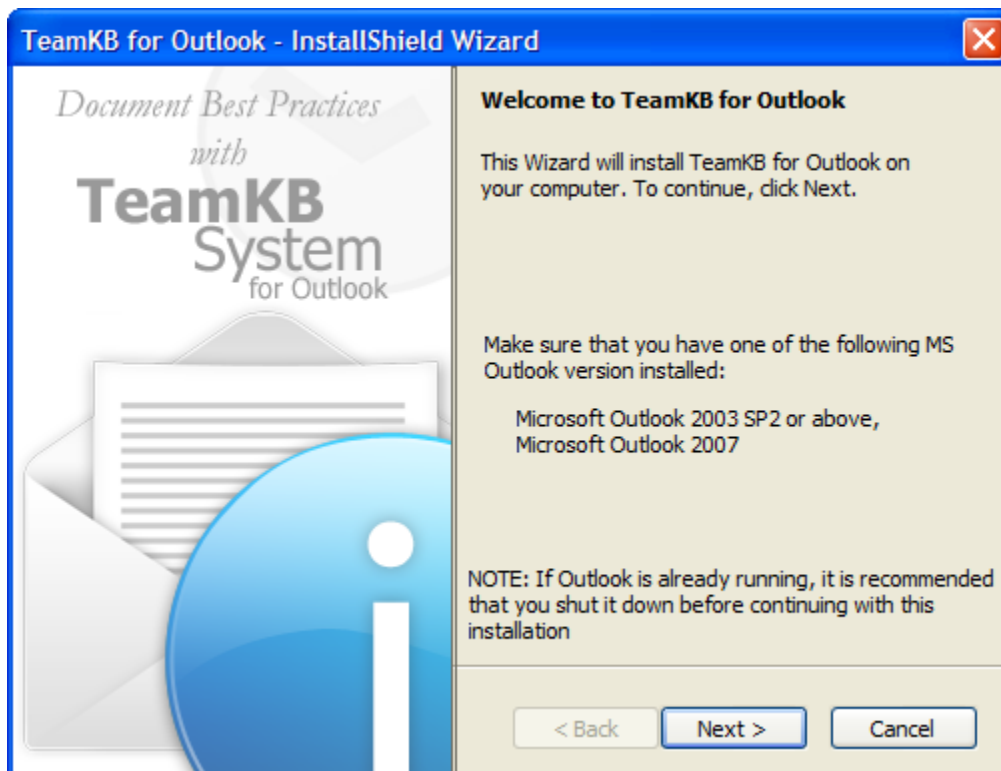 TeamKB for Outlook - InstallShield Wizard
Document Best Practices
with
TeamKB
System
for Outlook
Welcome to TeamKB for Outlook
This Wizard will install TeamKB for Outlook on
your computer. To continue, click Next.
Make sure that you have one of the following MS
Outlook version installed:
Microsoft Outlook 2003 SP2 or above,
Microsoft Outlook 2007
NOTE: If Outlook is already running, it is recommended
that you shut it down before continuing with this
installation
< Back Next > Cancel